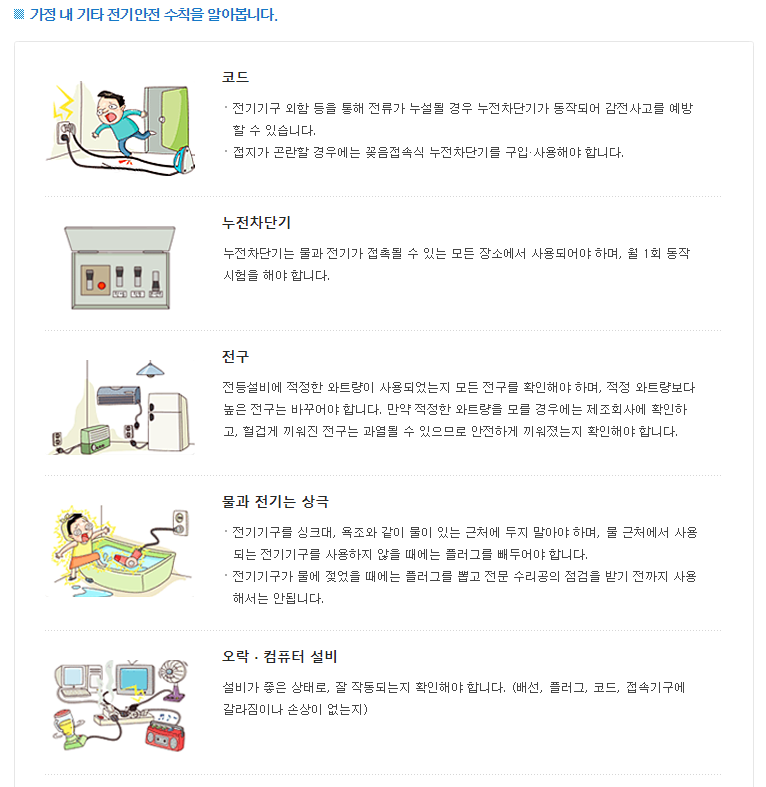 가정 내 기타 전기안전 수칙을 알아봅니다.
코드
· 전기기구 외함 등을 통해 전류가 누설될 경우 누전차단기가 동작되어 감전사고를 예방
할 수 있습니다.
· 접지가 곤란할 경우에는 꽂음접속식 누전차단기를 구입·사용해야 합니다.
누전차단기
누전차단기는 물과 전기가 접촉될 수 있는 모든 장소에서 사용되어야 하며, 월 1회 동작
시험을 해야 합니다.
전구
전등설비에 적정한 와트량이 사용되었는지 모든 전구를 확인해야 하며, 적정 와트량보다
높은 전구는 바꾸어야 합니다. 만약 적정한 와트량을 모를 경우에는 제조회사에 확인하
고, 헐겁게 끼워진 전구는 과열될 수 있으므로 안전하게 끼워졌는지 확인해야 합니다.
물과 전기는 상극
· 전기기구를 싱크대, 욕조와 같이 물이 있는 근처에 두지 말아야 하며, 물 근처에서 사용
되는 전기기구를 사용하지 않을 때에는 플러그를 빼두어야 합니다.
· 전기기구가 물에 젖었을 때에는 플러그를 뽑고 전문 수리공의 점검을 받기 전까지 사용
해서는 안됩니다.
오락 · 컴퓨터 설비
설비가 좋은 상태로, 잘 작동되는지 확인해야 합니다. (배선, 플러그, 코드, 접속기구에
갈라짐이나 손상이 없는지)